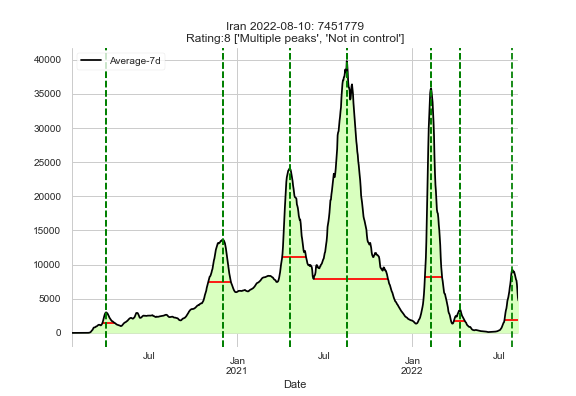 Iran 2022-08-10: 7451779
Rating:8 ['Multiple peaks', 'Not in control']
Average-7d
40000
35000
30000
25000
20000
15000
10000
5000
0
Jul
Jan
2021
Jul
Jan
2022
Jul
Date